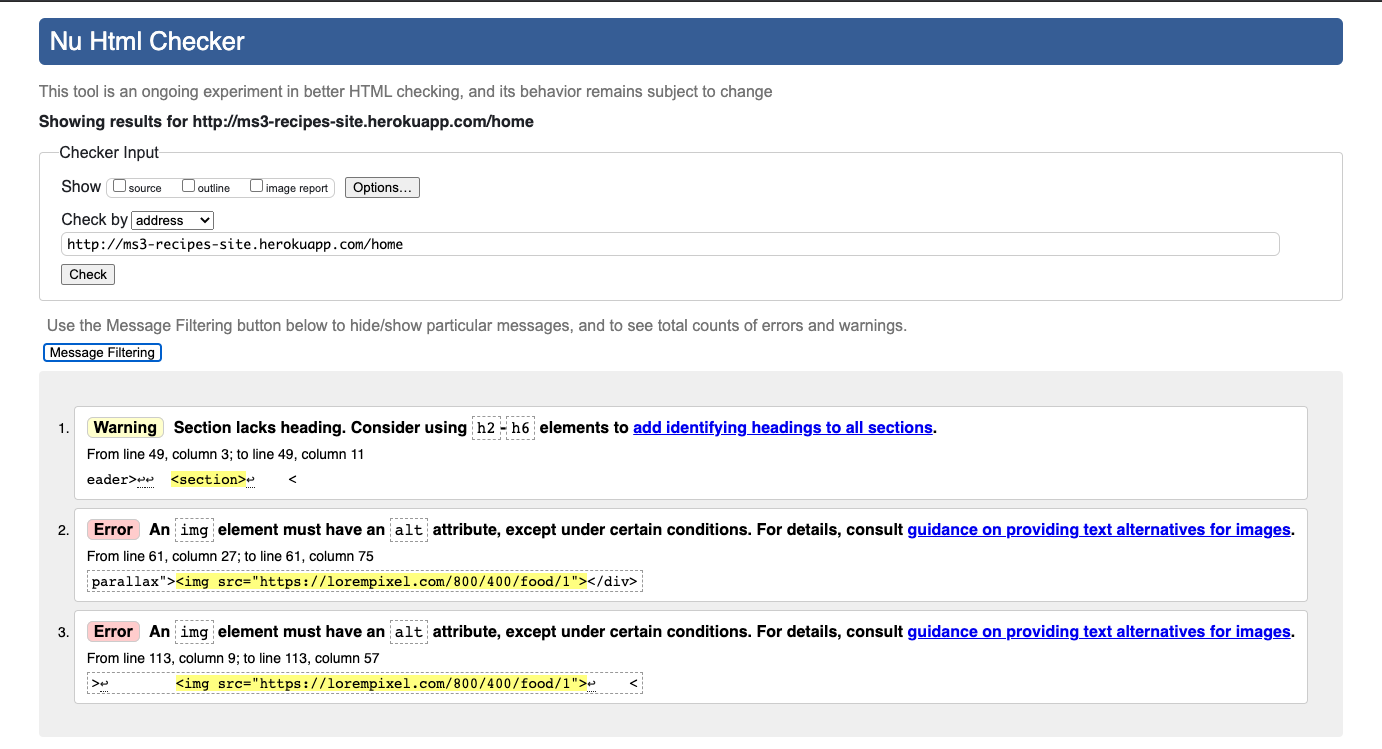 Nu Html Checker
This tool is an ongoing experiment in better HTML checking, and its behavior remains subject to change
Showing results for http://ms3-recipes-site.herokuapp.com/home
Checker Input
Show source outline image report Options...
Check by address
http://ms3-recipes-site.herokuapp.com/home
Check
Use the Message Filtering button below to hide/show particular messages, and to see total counts of errors and warnings.
Message Filtering
1. Warning Section lacks heading. Consider using h2-h6 elements to add identifying headings to all sections.
From line 49, column 3; to line 49, column 11
eader>↩↩  <section>↩    <
2. Error An img element must have an alt attribute, except under certain conditions. For details, consult guidance on providing text alternatives for images.
From line 61, column 27; to line 61, column 75
parallax"><img src="https://lorempixel.com/800/400/food/1"></div>
3. Error An img element must have an alt attribute, except under certain conditions. For details, consult guidance on providing text alternatives for images.
From line 113, column 9; to line 113, column 57
>↩        <img src="https://lorempixel.com/800/400/food/1">↩    <